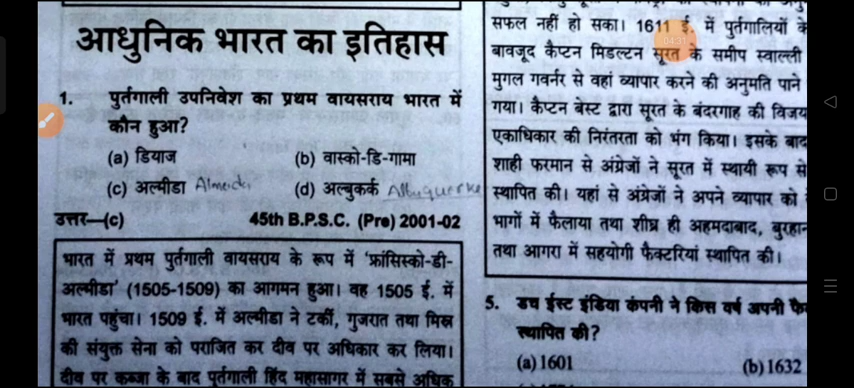 आधुनिक भारत का इतिहास
1. पुर्तगाली उपनिवेश का प्रथम वायसराय भारत में
कौन हुआ?
(a) डियाज (b) वास्को-डि-गामा
(c) अल्मीडा Almeida (d) अल्बुकर्क Albuquerke
उत्तर—(c) 45th B.P.S.C. (Pre) 2001-02
भारत में प्रथम पुर्तगाली वायसराय के रूप में 'फ्रांसिस्को-डी-
अल्मीडा' (1505-1509) का आगमन हुआ। वह 1505 ई. में
भारत पहुंचा। 1509 ई. में अल्मीडा ने टर्की, गुजरात तथा मिस्र
की संयुक्त सेना को पराजित कर दीव पर अधिकार कर लिया।
दीव पर कब्जा के बाद पुर्तगाली हिंद महासागर में सबसे अधिक
सफल नहीं हो सका। 1611 ई. में पुर्तगालियों के
04:31
बावजूद कैप्टन मिडल्टन सूरत के समीप स्वाल्ली
मुगल गवर्नर से वहां व्यापार करने की अनुमति पाने
गया। कैप्टन बेस्ट द्वारा सूरत के बंदरगाह की विजय
एकाधिकार की निरंतरता को भंग किया। इसके बाद
शाही फरमान से अंग्रेजों ने सूरत में स्थायी रूप से
स्थापित की। यहां से अंग्रेजों ने अपने व्यापार को
भागों में फैलाया तथा शीघ्र ही अहमदाबाद, बुरहान
तथा आगरा में सहयोगी फैक्टरियां स्थापित की।
5. डच ईस्ट इंडिया कंपनी ने किस वर्ष अपनी फै
स्थापित की?
(a) 1601 (b) 1632